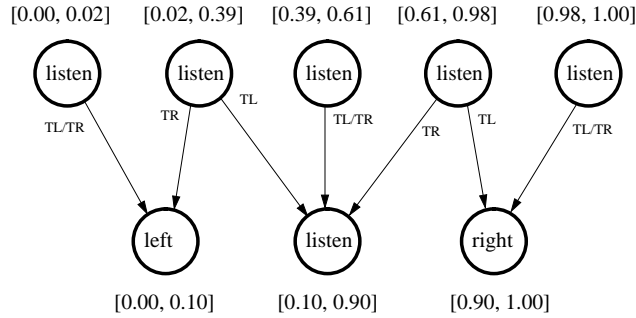 [0.00, 0.02] [0.02, 0.39] [0.39, 0.61] [0.61, 0.98] [0.98, 1.00]
listen listen listen listen listen
TR TL TR TL
TL/TR TL/TR TL/TR
left listen right
[0.00, 0.10] [0.10, 0.90] [0.90, 1.00]